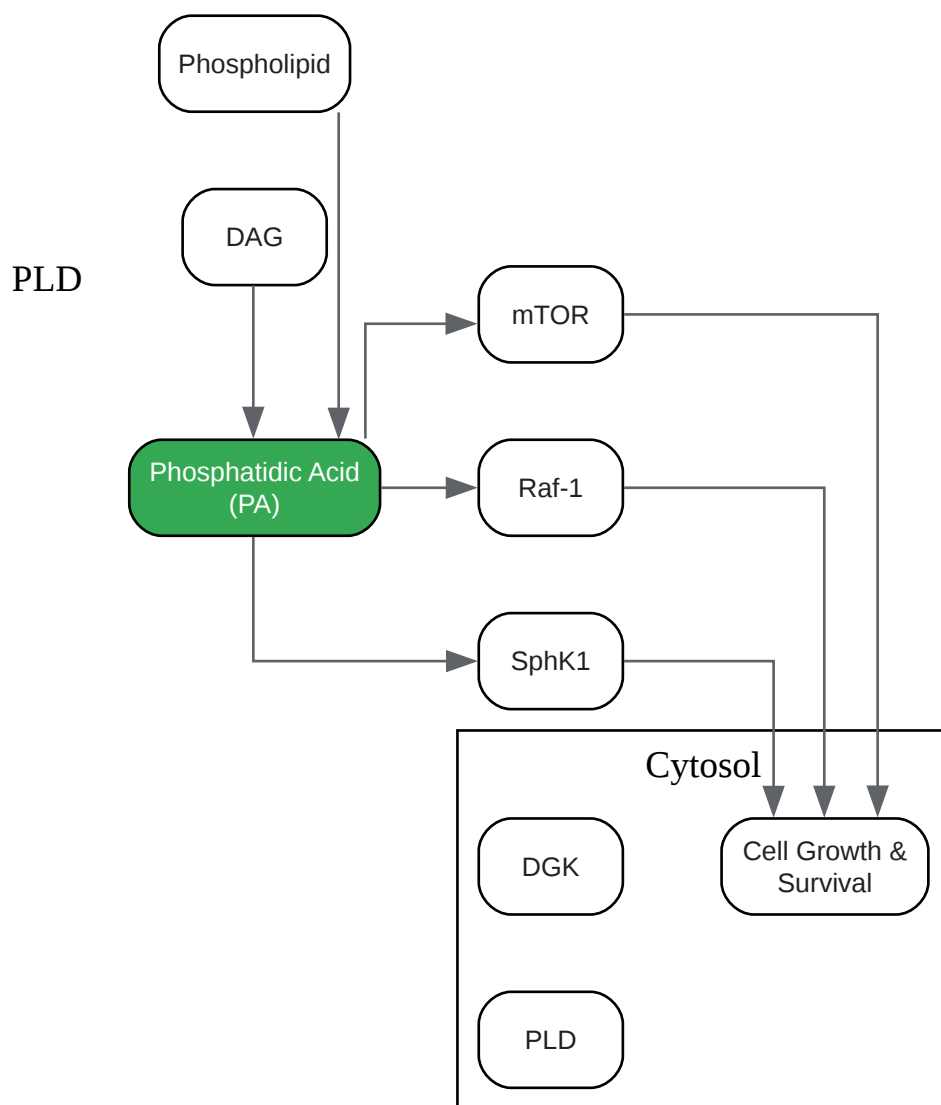 Phospholipid
DAG
PLD
mTOR
Phosphatidic Acid
(PA)
Raf-1
SphK1
Cytosol
DGK
Cell Growth &
Survival
PLD